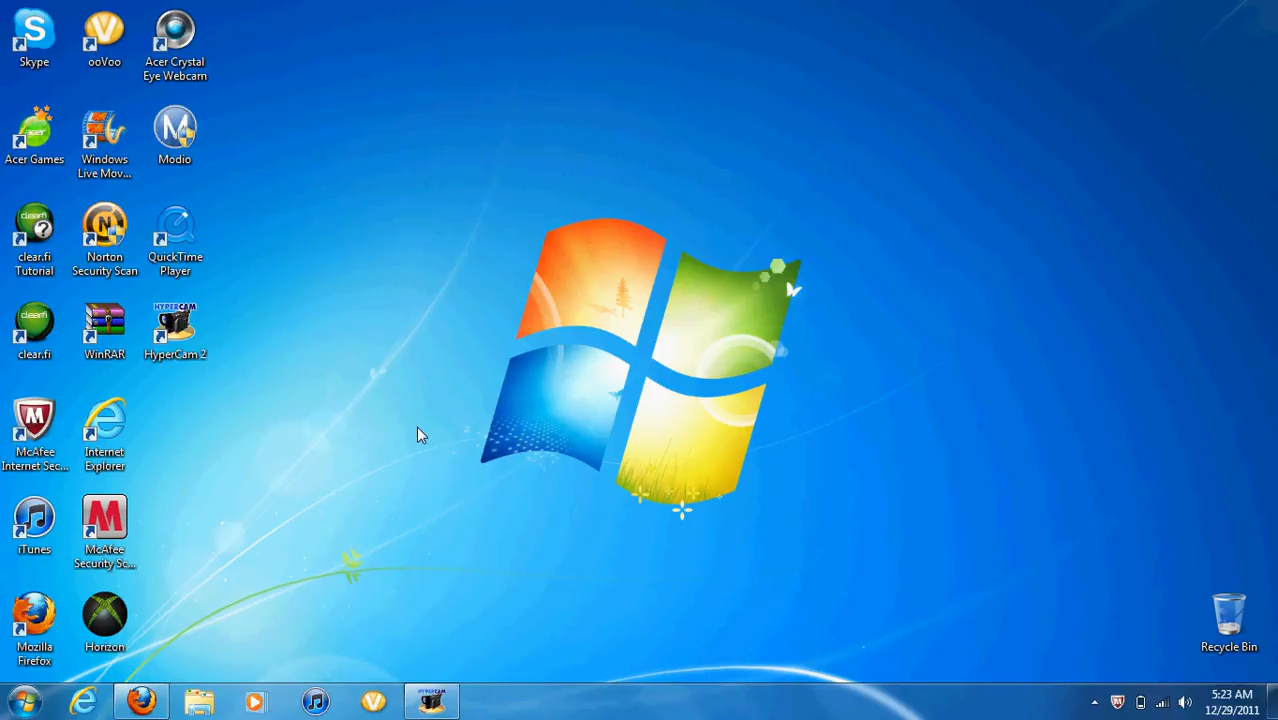 Skype
ooVoo
Acer Crystal
Eye Webcam
Acer Games
Windows
Live Mov...
Modio
clear.fi
Tutorial
Norton
Security Scan
QuickTime
Player
clear.fi
WinRAR
HYPERCAM
HyperCam 2
McAfee
Internet Sec...
Internet
Explorer
iTunes
McAfee
Security Sc...
Mozilla
Firefox
Horizon
Recycle Bin
HYPERCAM
5:23 AM
12/29/2011